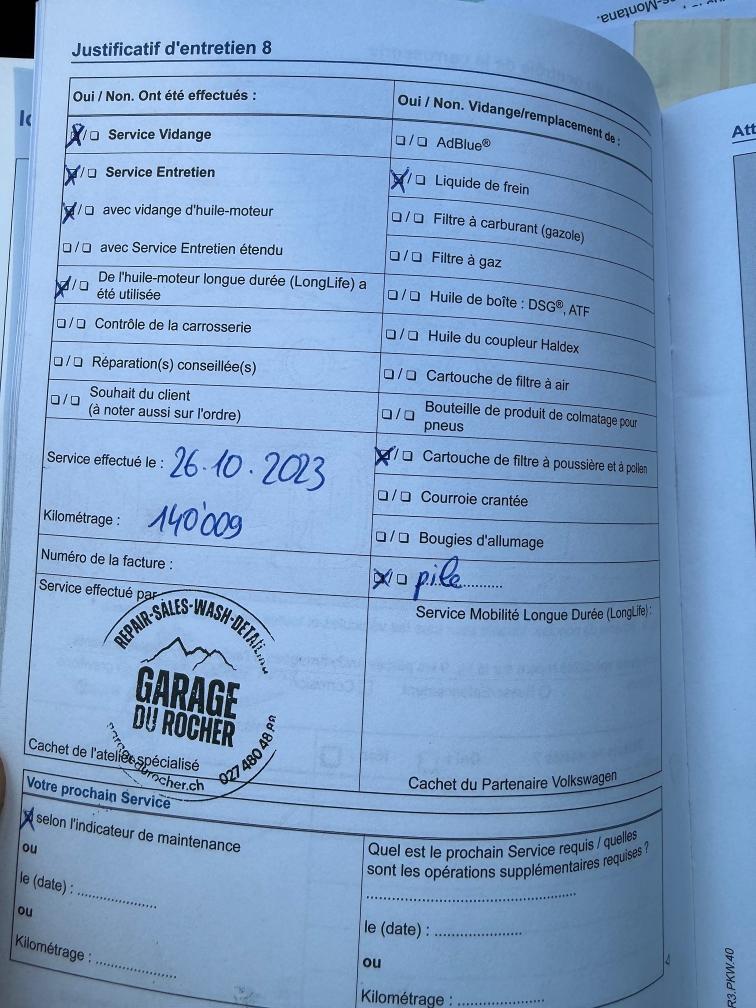 es-Montana.
Justificatif d'entretien 8
Oui / Non. Ont été effectués :
☒/☐ Service Vidange
☒/☐ Service Entretien
☒/☐ avec vidange d'huile-moteur
☐/☐ avec Service Entretien étendu
☒/☐ De l'huile-moteur longue durée (LongLife) a
été utilisée
☐/☐ Contrôle de la carrosserie
☐/☐ Réparation(s) conseillée(s)
☐/☐ Souhait du client
(à noter aussi sur l'ordre)
Service effectué le : 26.10.2023
Kilométrage : 140'009
Numéro de la facture :
Service effectué par
REPAIR-SALES-WASH-DETAILING
GARAGE
DU ROCHER
027 480 48
Cachet de l'atelier spécialisé
Oui / Non. Vidange/remplacement de :
☐/☐ AdBlue®
☒/☐ Liquide de frein
☐/☐ Filtre à carburant (gazole)
☐/☐ Filtre à gaz
☐/☐ Huile de boîte : DSG®, ATF
☐/☐ Huile du coupleur Haldex
☐/☐ Cartouche de filtre à air
☐/☐ Bouteille de produit de colmatage pour
pneus
☒/☐ Cartouche de filtre à poussière et à pollen
☐/☐ Courroie crantée
☐/☐ Bougies d'allumage
☒/☐ pile
Service Mobilité Longue Durée (LongLife) :
Cachet du Partenaire Volkswagen
Votre prochain Service
☒ selon l'indicateur de maintenance
ou
le (date) : ....................
ou
Kilométrage : ....................
Quel est le prochain Service requis / quelles
sont les opérations supplémentaires requises ?
..............................................
le (date) : ....................
ou
Kilométrage : ....................
Att
R3.PKW.40